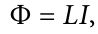 Φ = LI,